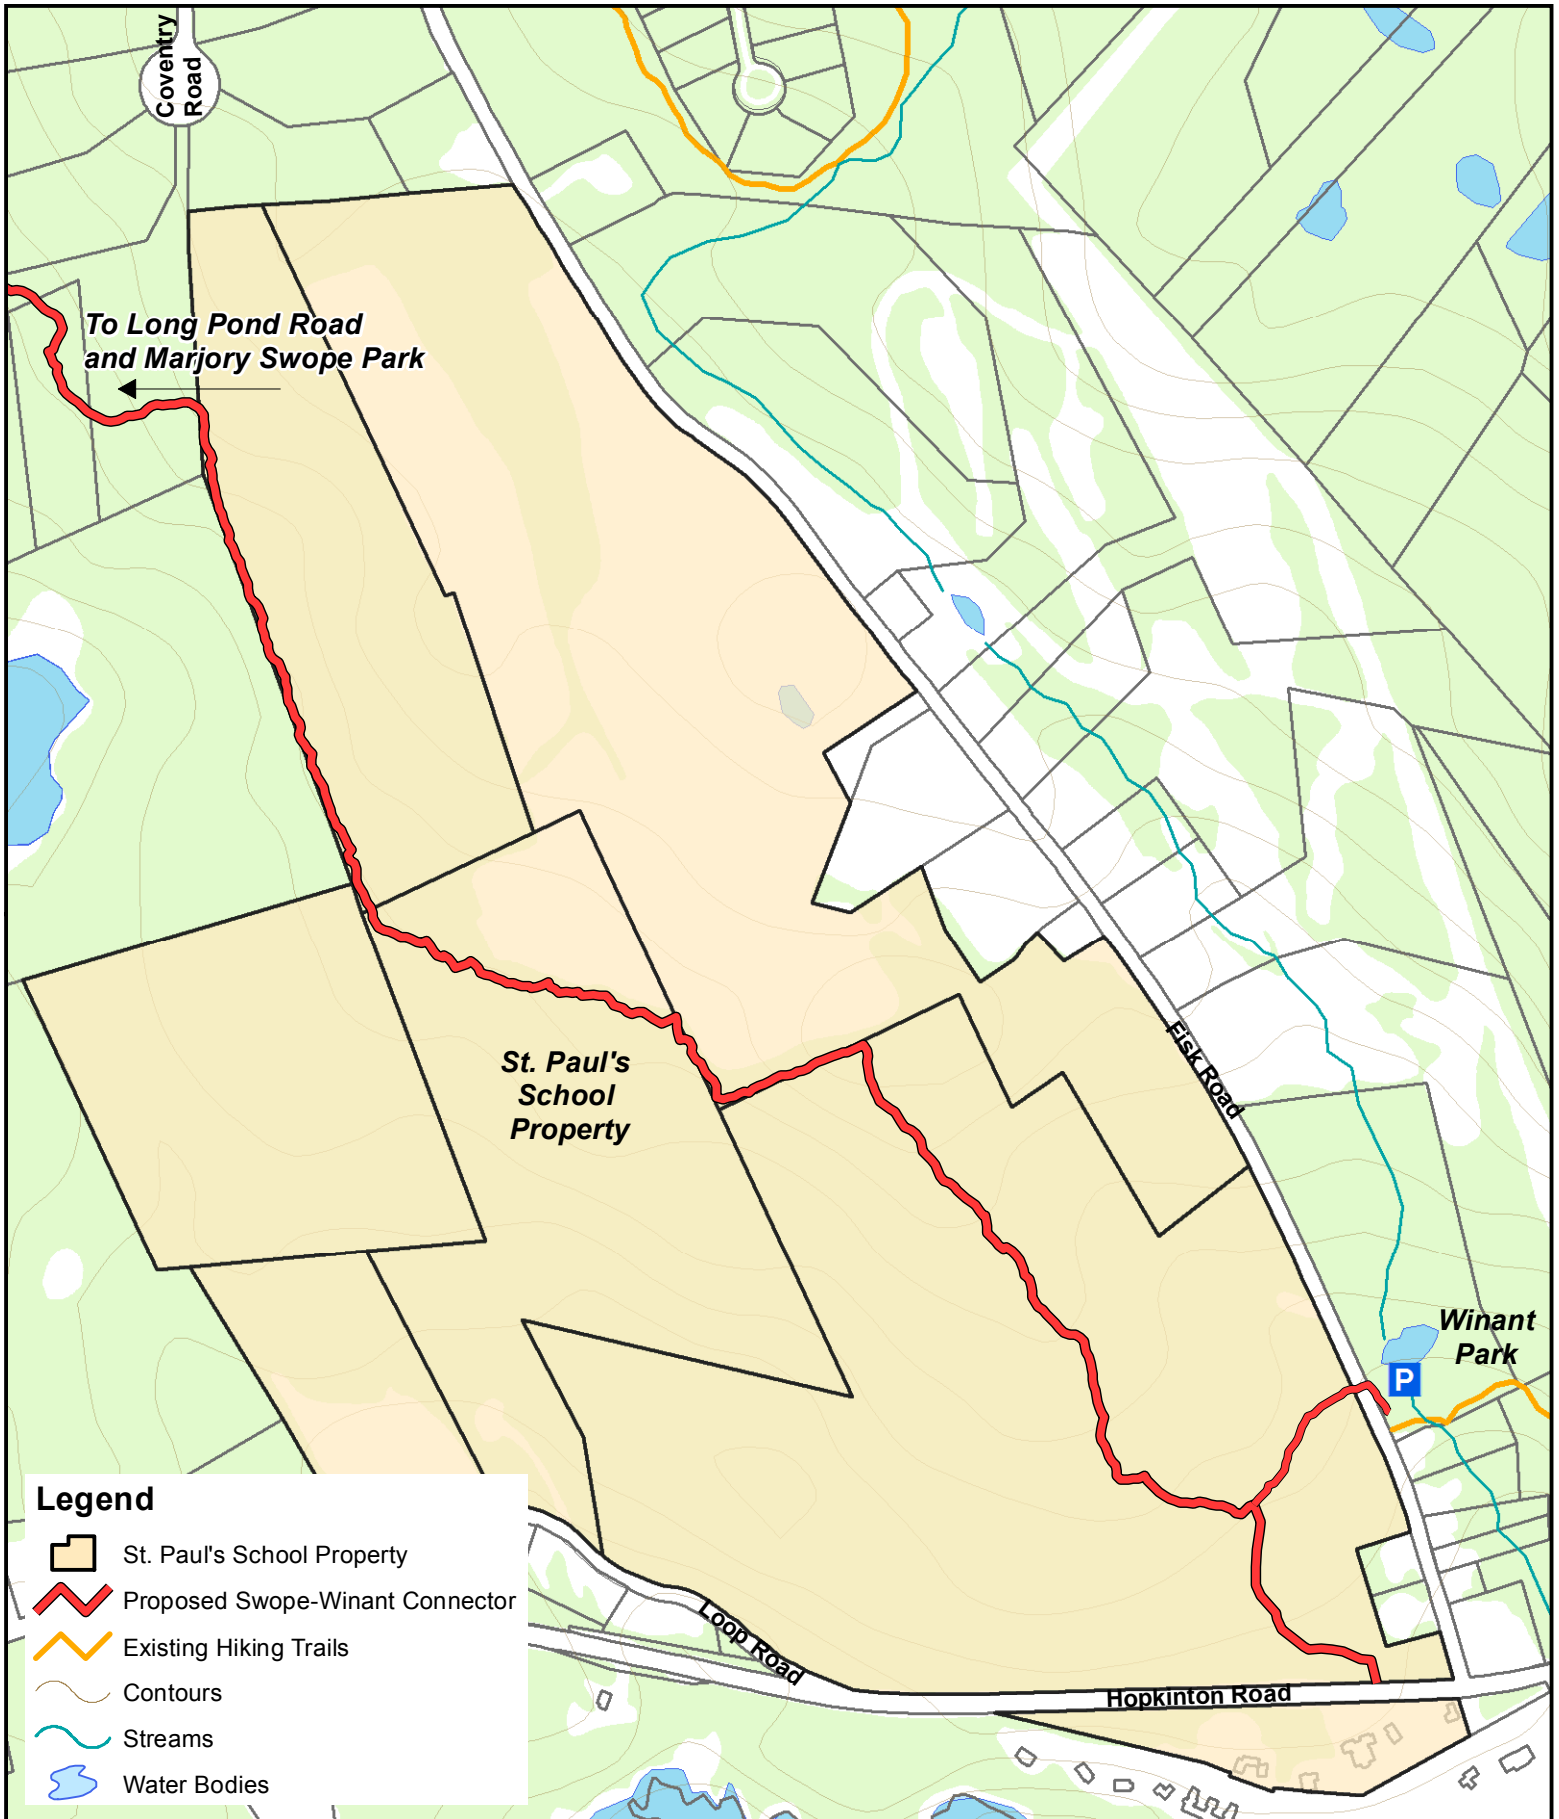 Coventry
Road
To Long Pond Road
and Marjory Swope Park
St. Paul's
School
Property
Fisk Road
Winant
Park
P
Loop Road
Hopkinton Road
Legend
St. Paul's School Property
Proposed Swope-Winant Connector
Existing Hiking Trails
Contours
Streams
Water Bodies